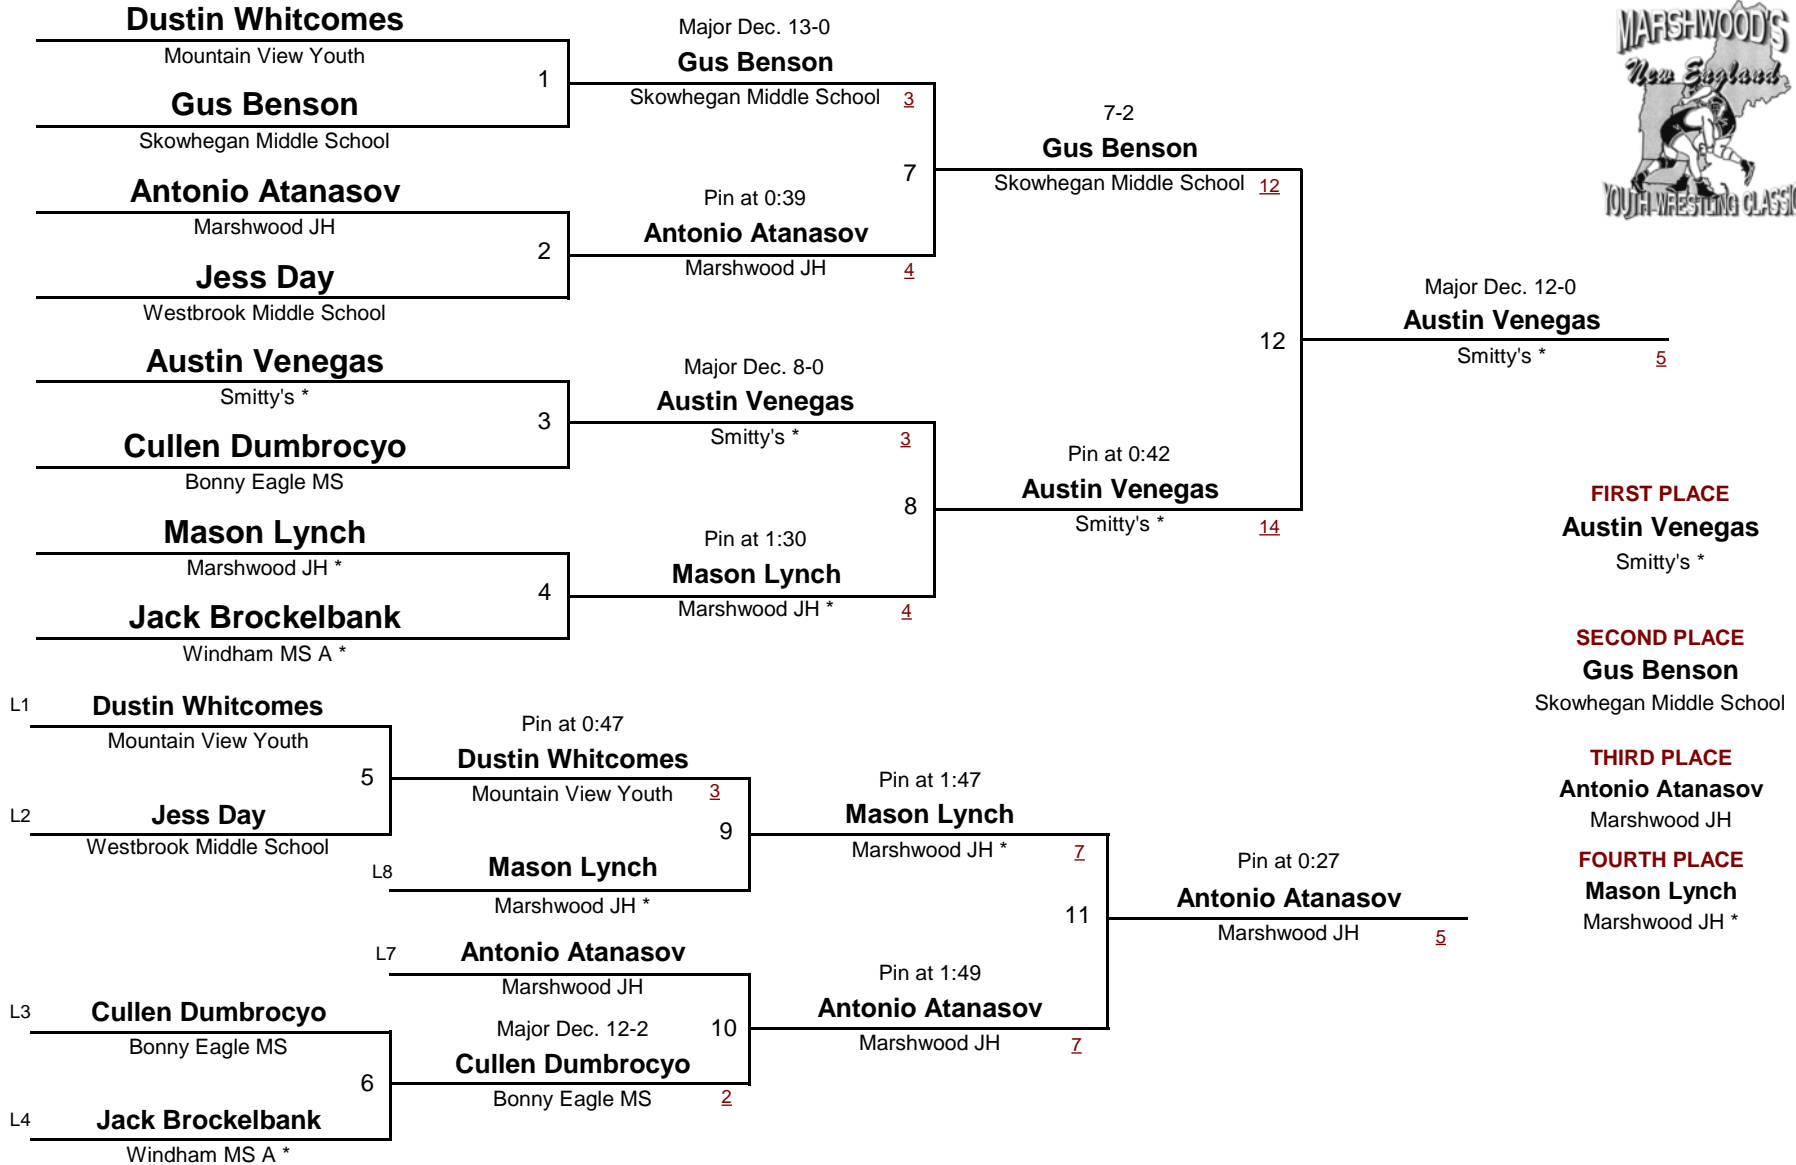 Dustin Whitcomes
Mountain View Youth
1
Gus Benson
Skowhegan Middle School
Antonio Atanasov
Marshwood JH
2
Jess Day
Westbrook Middle School
Austin Venegas
Smitty's *
3
Cullen Dumbrocyo
Bonny Eagle MS
Mason Lynch
Marshwood JH *
4
Jack Brockelbank
Windham MS A *
Major Dec. 13-0
Gus Benson
Skowhegan Middle School 3
7
Pin at 0:39
Antonio Atanasov
Marshwood JH 4
Major Dec. 8-0
Austin Venegas
Smitty's * 3
8
Pin at 1:30
Mason Lynch
Marshwood JH * 4
7-2
Gus Benson
Skowhegan Middle School 12
12
Pin at 0:42
Austin Venegas
Smitty's * 14
Major Dec. 12-0
Austin Venegas
Smitty's * 5
MARSHWOOD'S
New England
YOUTH WRESTLING CLASSIC
FIRST PLACE
Austin Venegas
Smitty's *
SECOND PLACE
Gus Benson
Skowhegan Middle School
THIRD PLACE
Antonio Atanasov
Marshwood JH
FOURTH PLACE
Mason Lynch
Marshwood JH *
L1 Dustin Whitcomes
Mountain View Youth
5
L2 Jess Day
Westbrook Middle School
L3 Cullen Dumbrocyo
Bonny Eagle MS
6
L4 Jack Brockelbank
Windham MS A *
Pin at 0:47
Dustin Whitcomes
Mountain View Youth 3
9
L8 Mason Lynch
Marshwood JH *
L7 Antonio Atanasov
Marshwood JH
Major Dec. 12-2 10
Cullen Dumbrocyo
Bonny Eagle MS 2
Pin at 1:47
Mason Lynch
Marshwood JH * 7
11
Pin at 1:49
Antonio Atanasov
Marshwood JH 7
Pin at 0:27
Antonio Atanasov
Marshwood JH 5